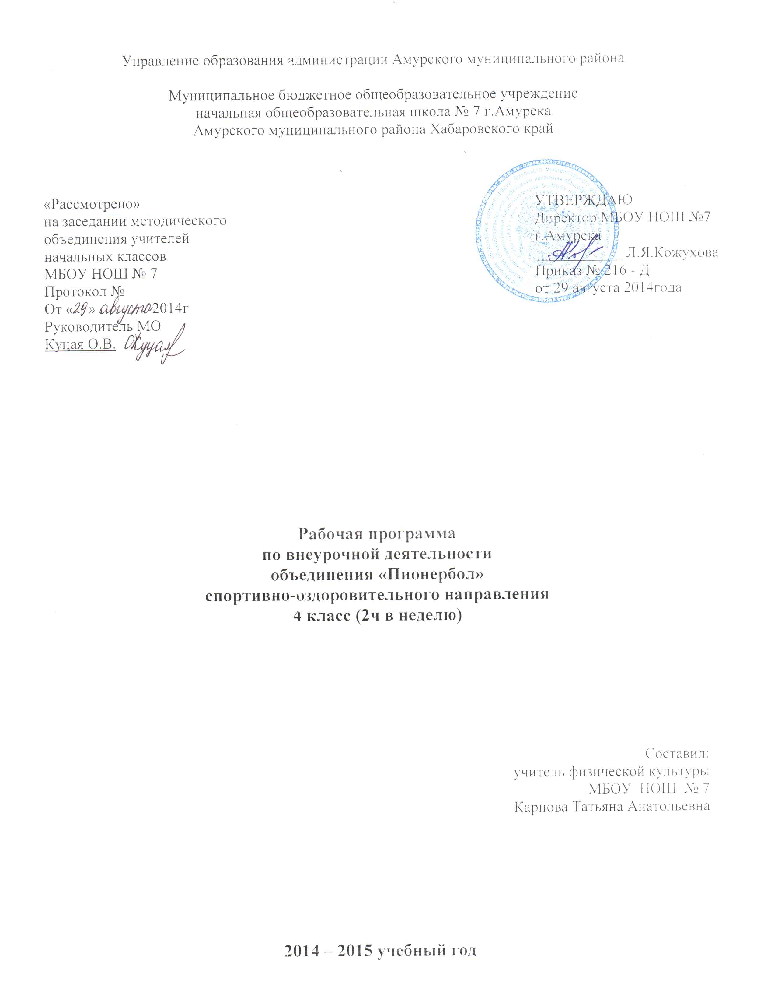 Управление образования администрации Амурского муниципального района
Муниципальное бюджетное общеобразовательное учреждение
начальная общеобразовательная школа № 7 г.Амурска
Амурского муниципального района Хабаровского край
«Рассмотрено»
на заседании методического
объединения учителей
начальных классов
МБОУ НОШ № 7
Протокол №
От «29» августа 2014г
Руководитель МО
Куцая О.В.
УТВЕРЖДАЮ
Директор МБОУ НОШ №7
г.Амурска
____________Л.Я.Кожухова
Приказ № 216 - Д
от 29 августа 2014года
Рабочая программа
по внеурочной деятельности
объединения «Пионербол»
спортивно-оздоровительного направления
4 класс (2ч в неделю)
Составил:
учитель физической культуры
МБОУ НОШ № 7
Карпова Татьяна Анатольевна
2014 – 2015 учебный год